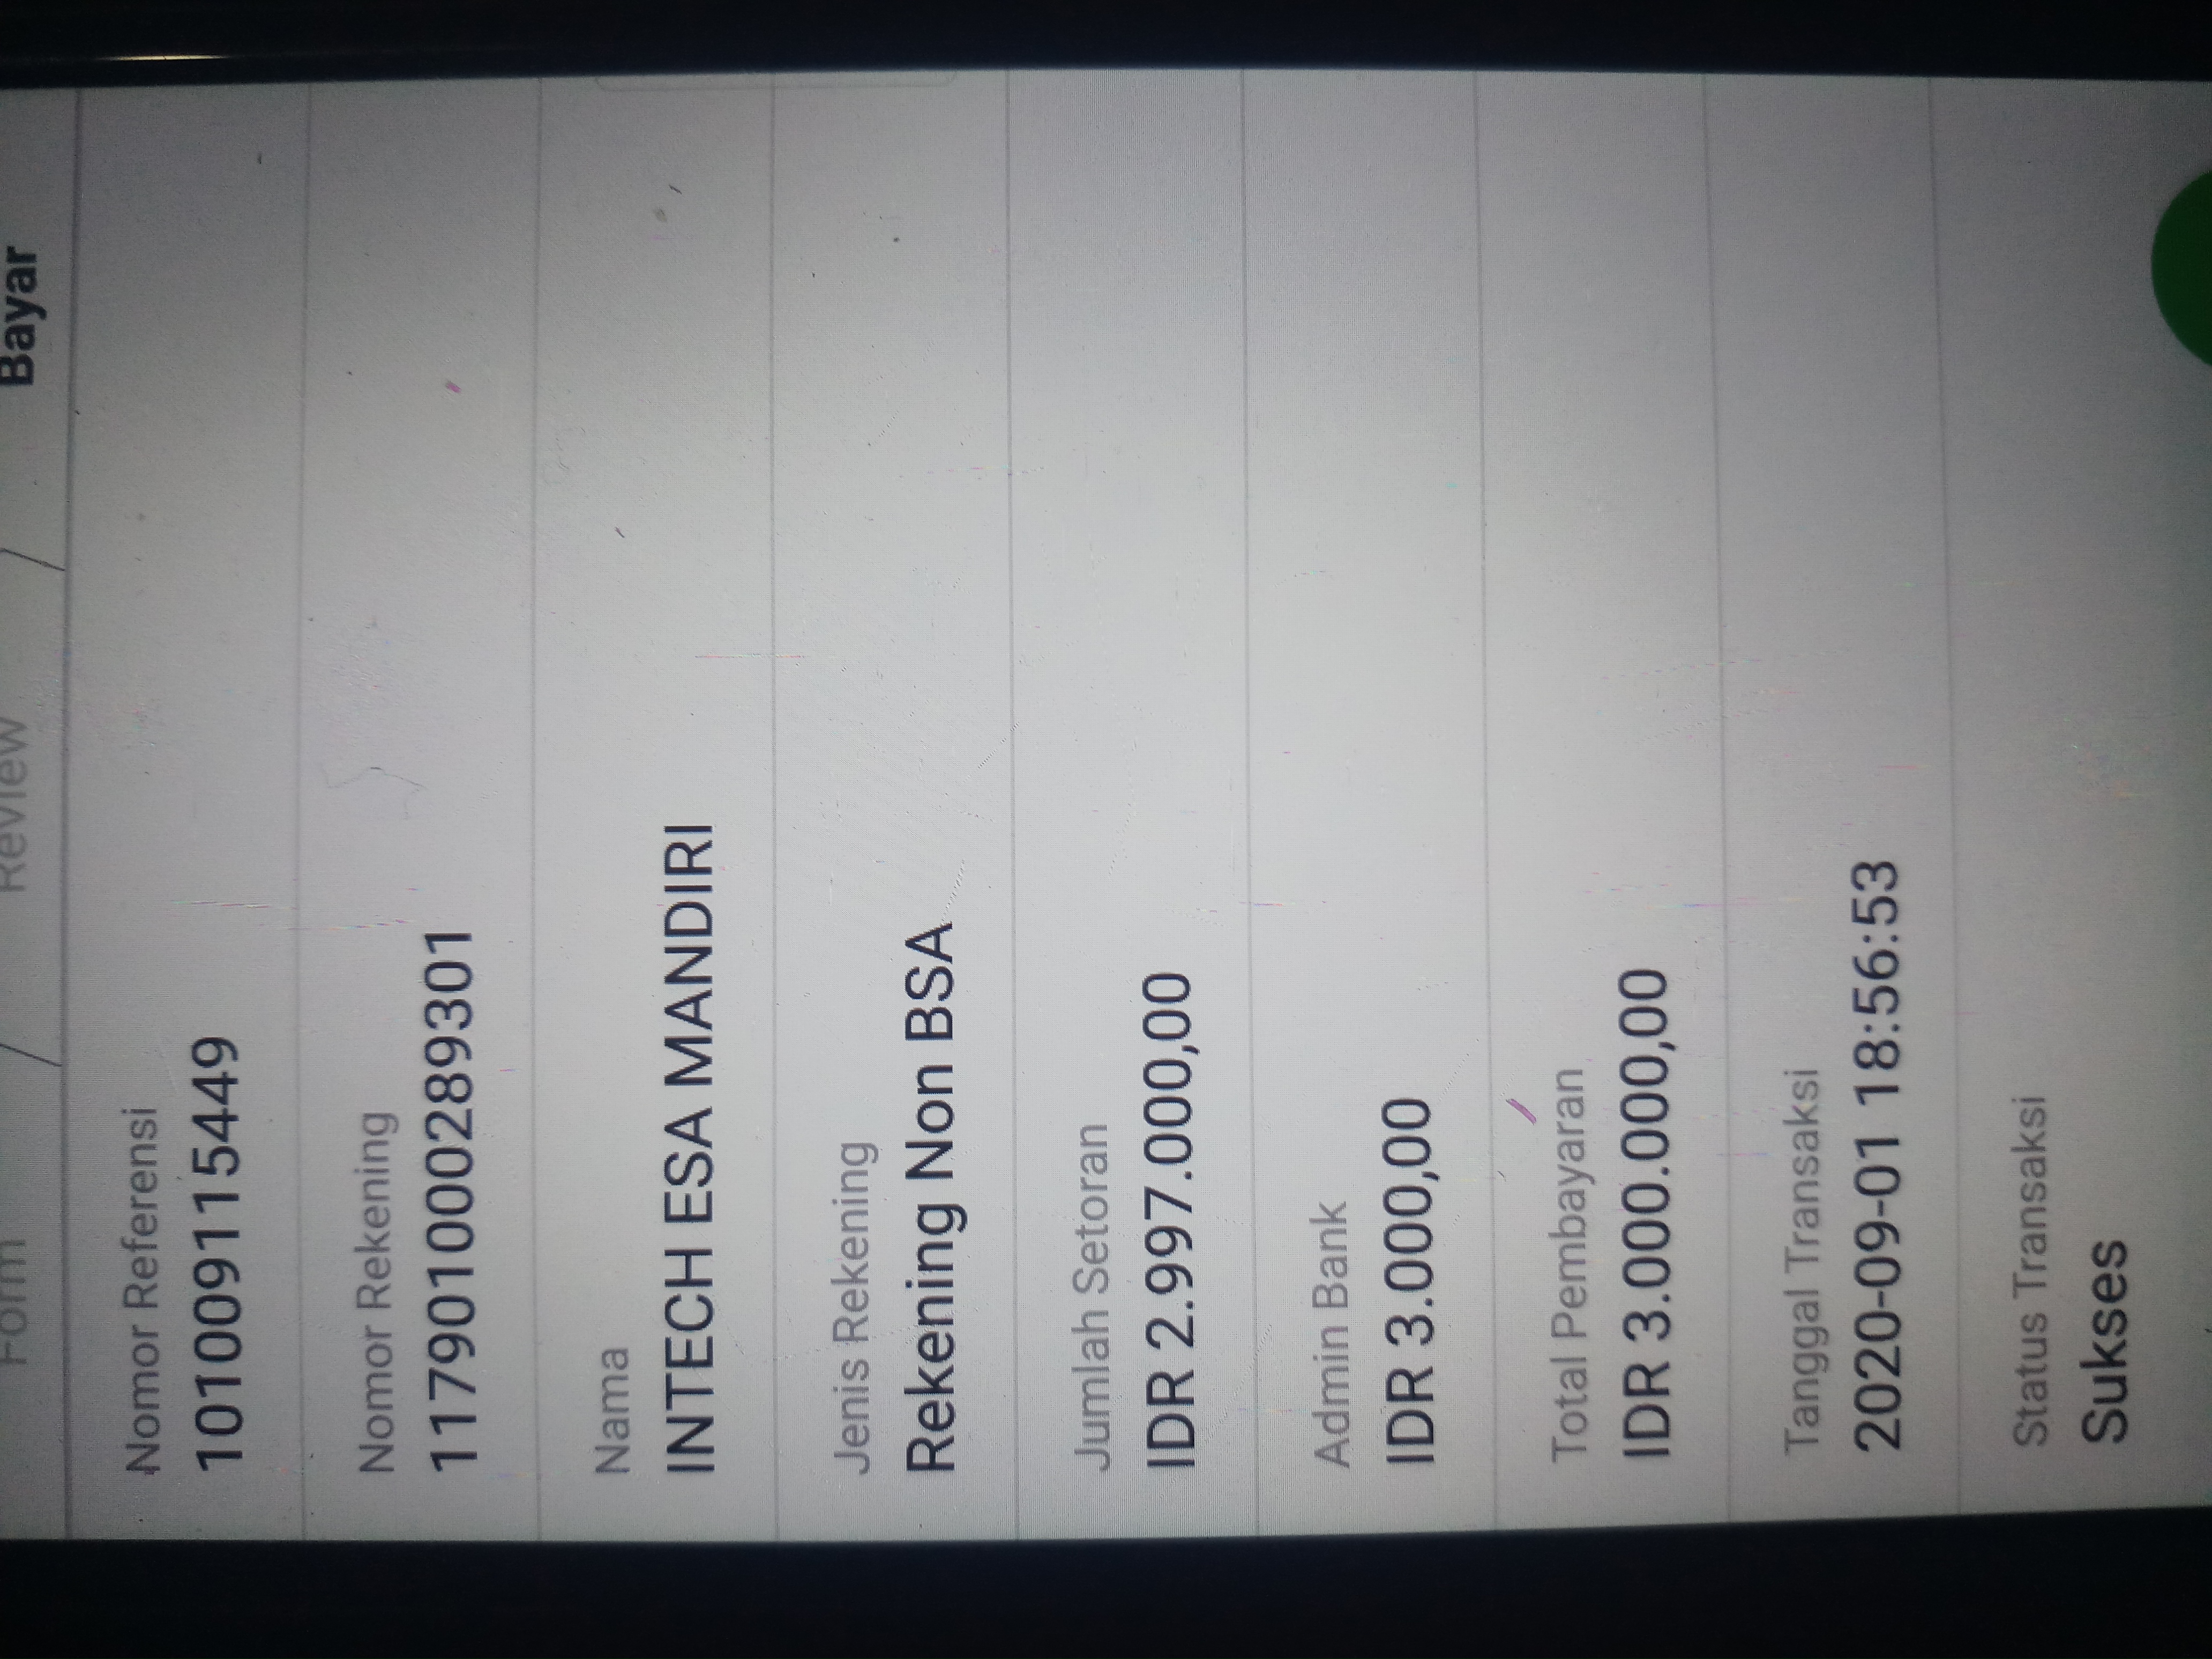 Form
Review
Bayar
Nomor Referensi
101009115449
Nomor Rekening
117901000289301
Nama
INTECH ESA MANDIRI
Jenis Rekening
Rekening Non BSA
Jumlah Setoran
IDR 2.997.000,00
Admin Bank
IDR 3.000,00
Total Pembayaran
IDR 3.000.000,00
Tanggal Transaksi
2020-09-01 18:56:53
Status Transaksi
Sukses